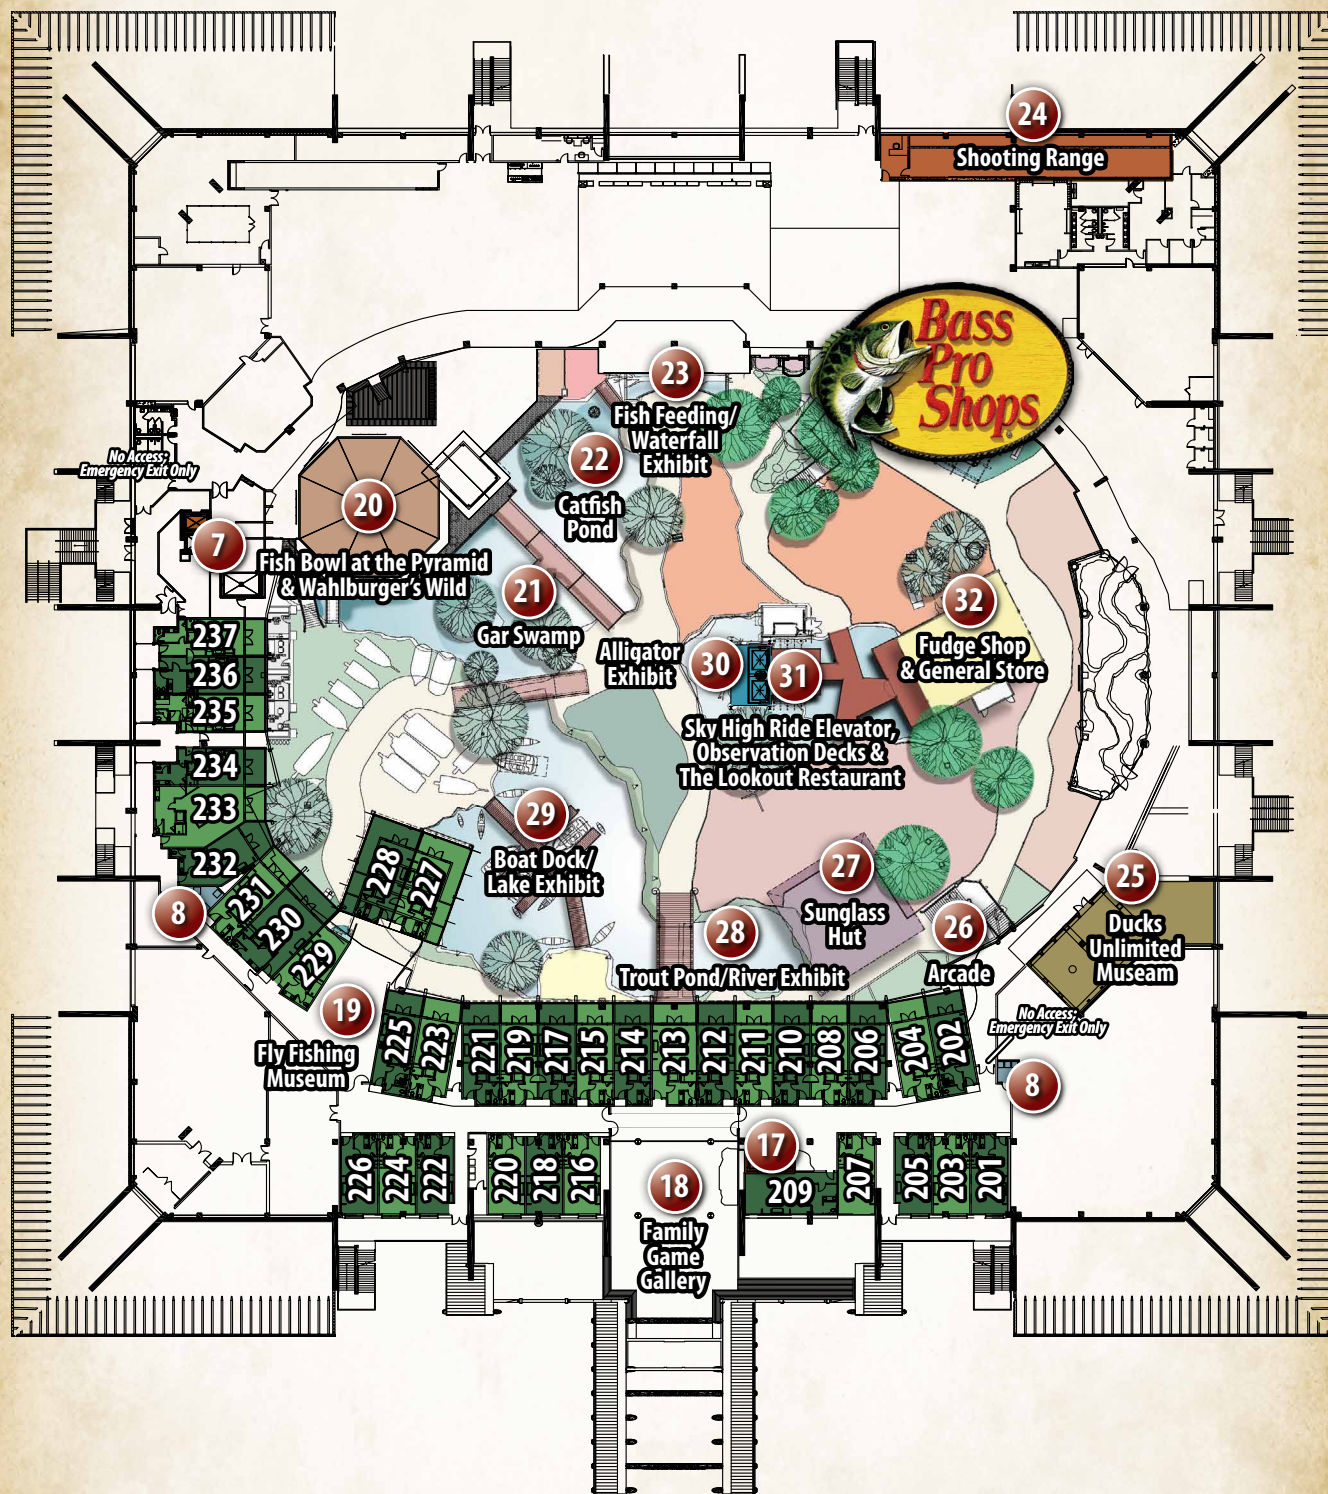 24
Shooting Range
Bass
Pro
Shops
23
Fish Feeding/
Waterfall
Exhibit
22
Catfish
Pond
No Access;
Emergency Exit Only
20
Fish Bowl at the Pyramid
& Wahlburger's Wild
7
21
Gar Swamp
32
Fudge Shop
& General Store
Alligator
Exhibit
30
31
Sky High Ride Elevator,
Observation Decks &
The Lookout Restaurant
237
236
235
234
233
232
231
230
229
228
227
8
29
Boat Dock/
Lake Exhibit
27
Sunglass
Hut
25
Ducks
Unlimited
Museam
26
Arcade
28
Trout Pond/River Exhibit
19
Fly Fishing
Museum
No Access;
Emergency Exit Only
8
225
223
221
219
217
215
214
213
212
211
210
208
206
204
202
226
224
222
220
218
216
17
209
207
205
203
201
18
Family
Game
Gallery